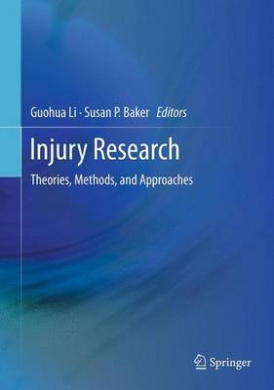 Guohua Li · Susan P. Baker Editors
Injury Research
Theories, Methods, and Approaches
Springer